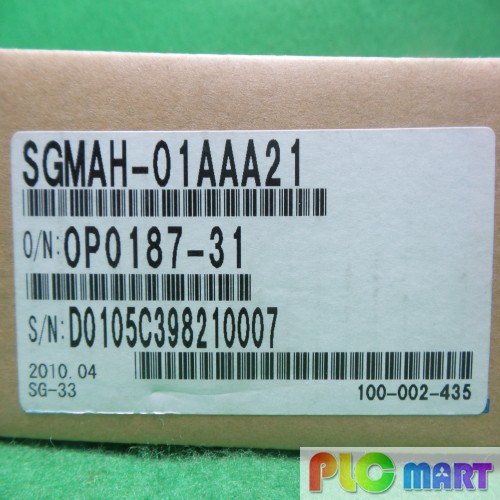 SGMAH-01AAA21
O/N: OP0187-31
S/N: D0105C398210007
2010.04
SG-33
100-002-435
PLC MART